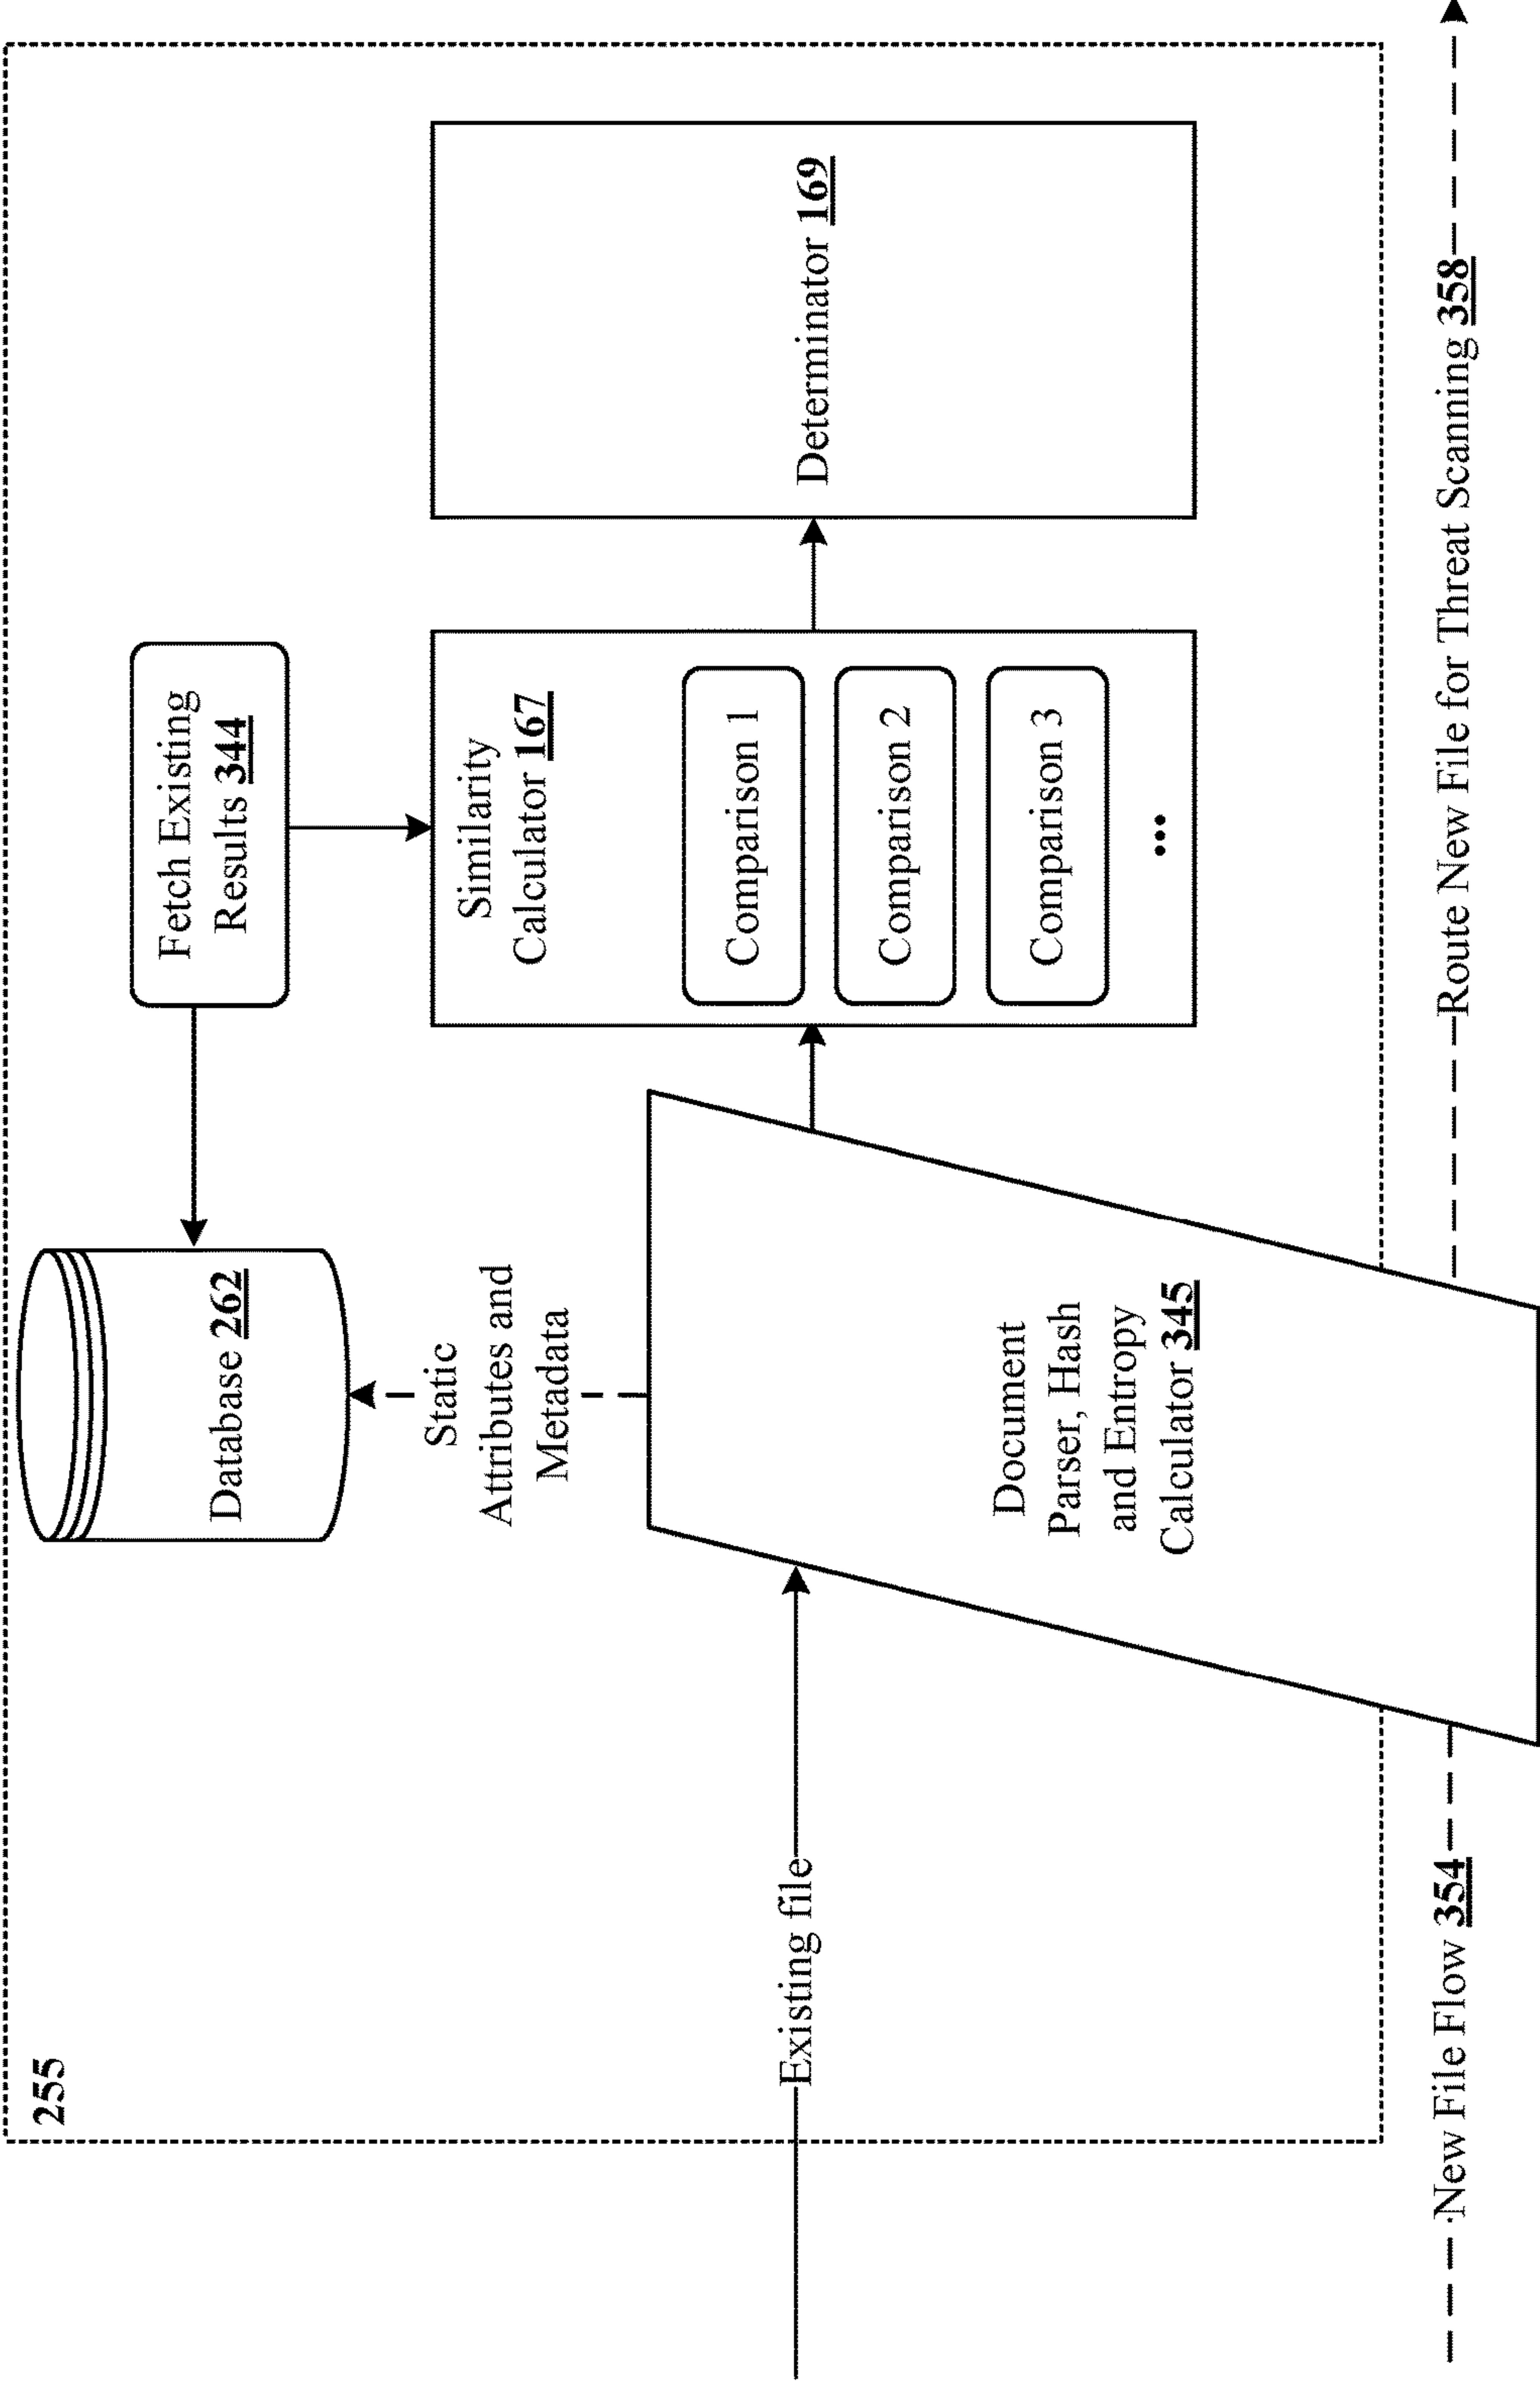 255
Database 262
Fetch Existing
Results 344
Static
Attributes and
Metadata
Existing file
Document
Parser, Hash
and Entropy
Calculator 345
Similarity
Calculator 167
Comparison 1
Comparison 2
Comparison 3
...
Determinator 169
New File Flow 354
Route New File for Threat Scanning 358